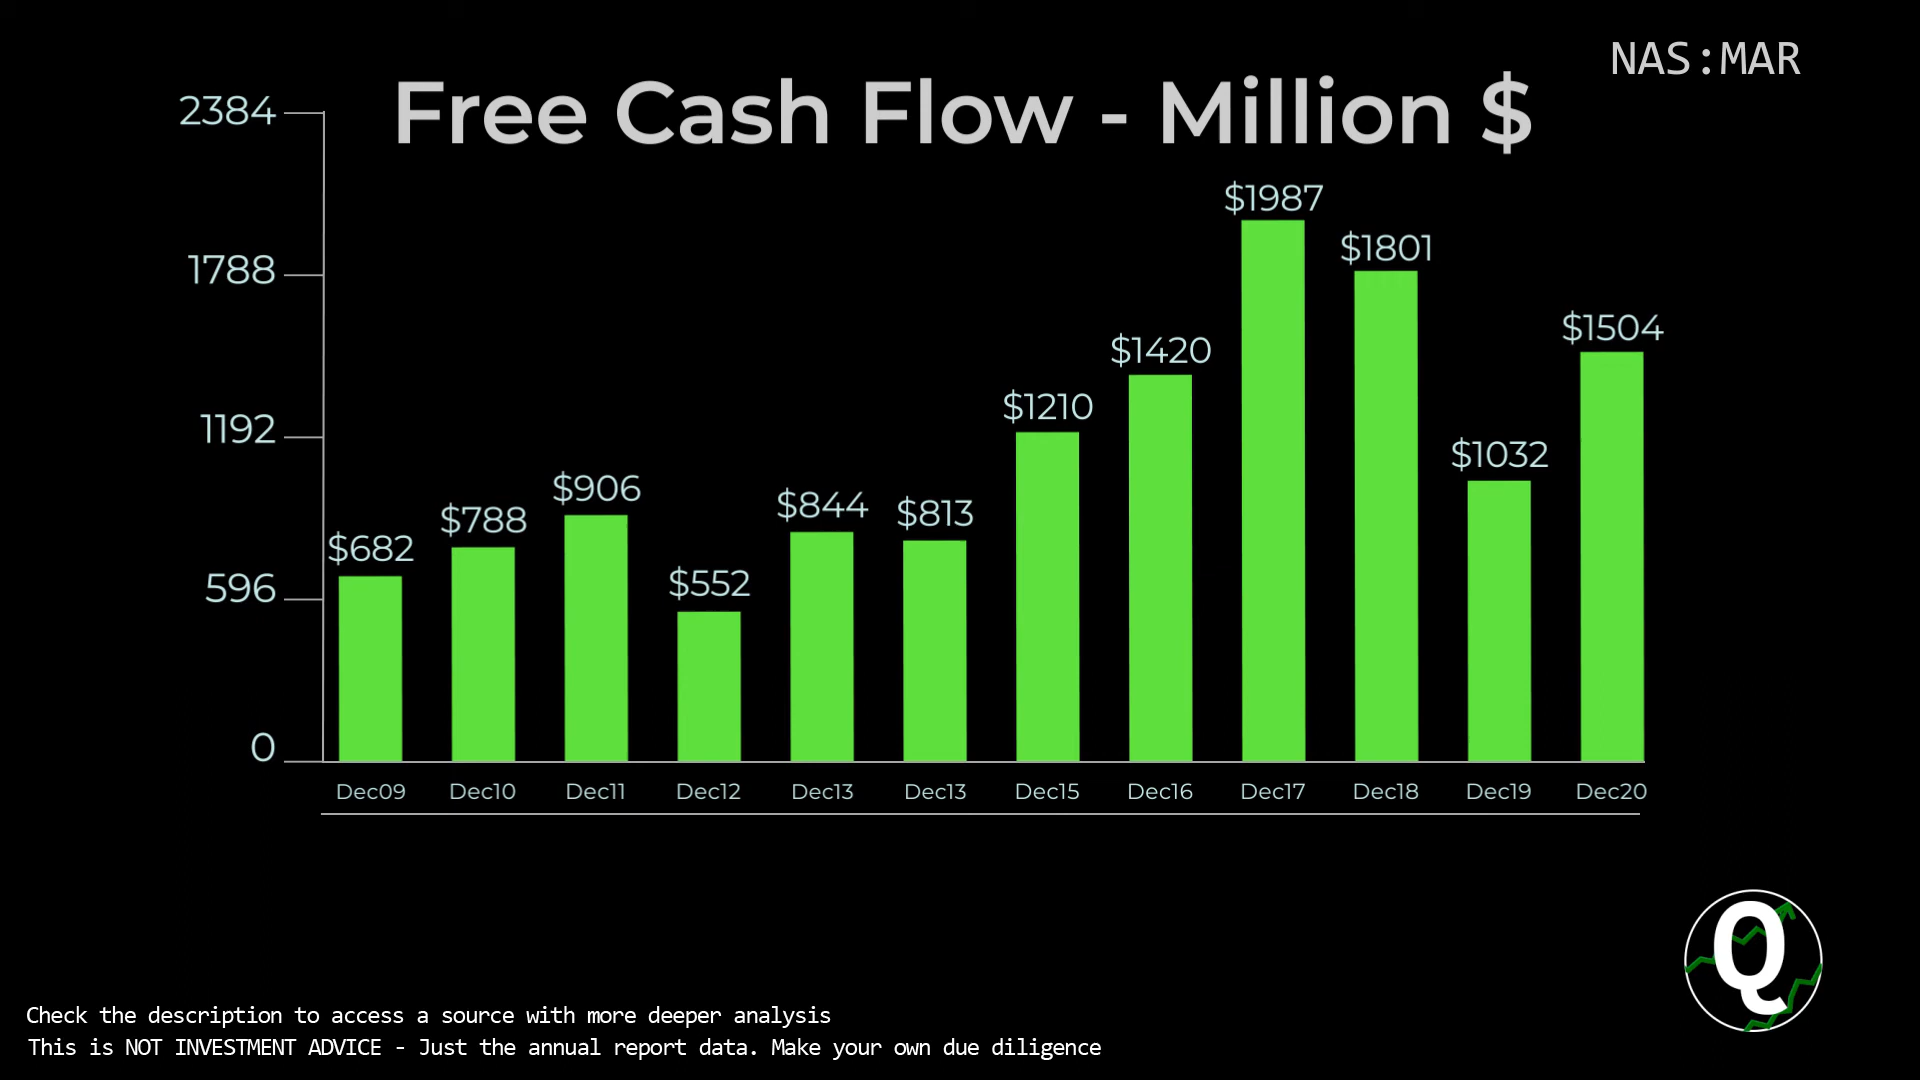 NAS:MAR
Free Cash Flow - Million $
2384
1788
1192
596
0
$682
$788
$906
$552
$844
$813
$1210
$1420
$1987
$1801
$1032
$1504
Dec09 Dec10 Dec11 Dec12 Dec13 Dec13 Dec15 Dec16 Dec17 Dec18 Dec19 Dec20
Q
Check the description to access a source with more deeper analysis
This is NOT INVESTMENT ADVICE - Just the annual report data. Make your own due diligence